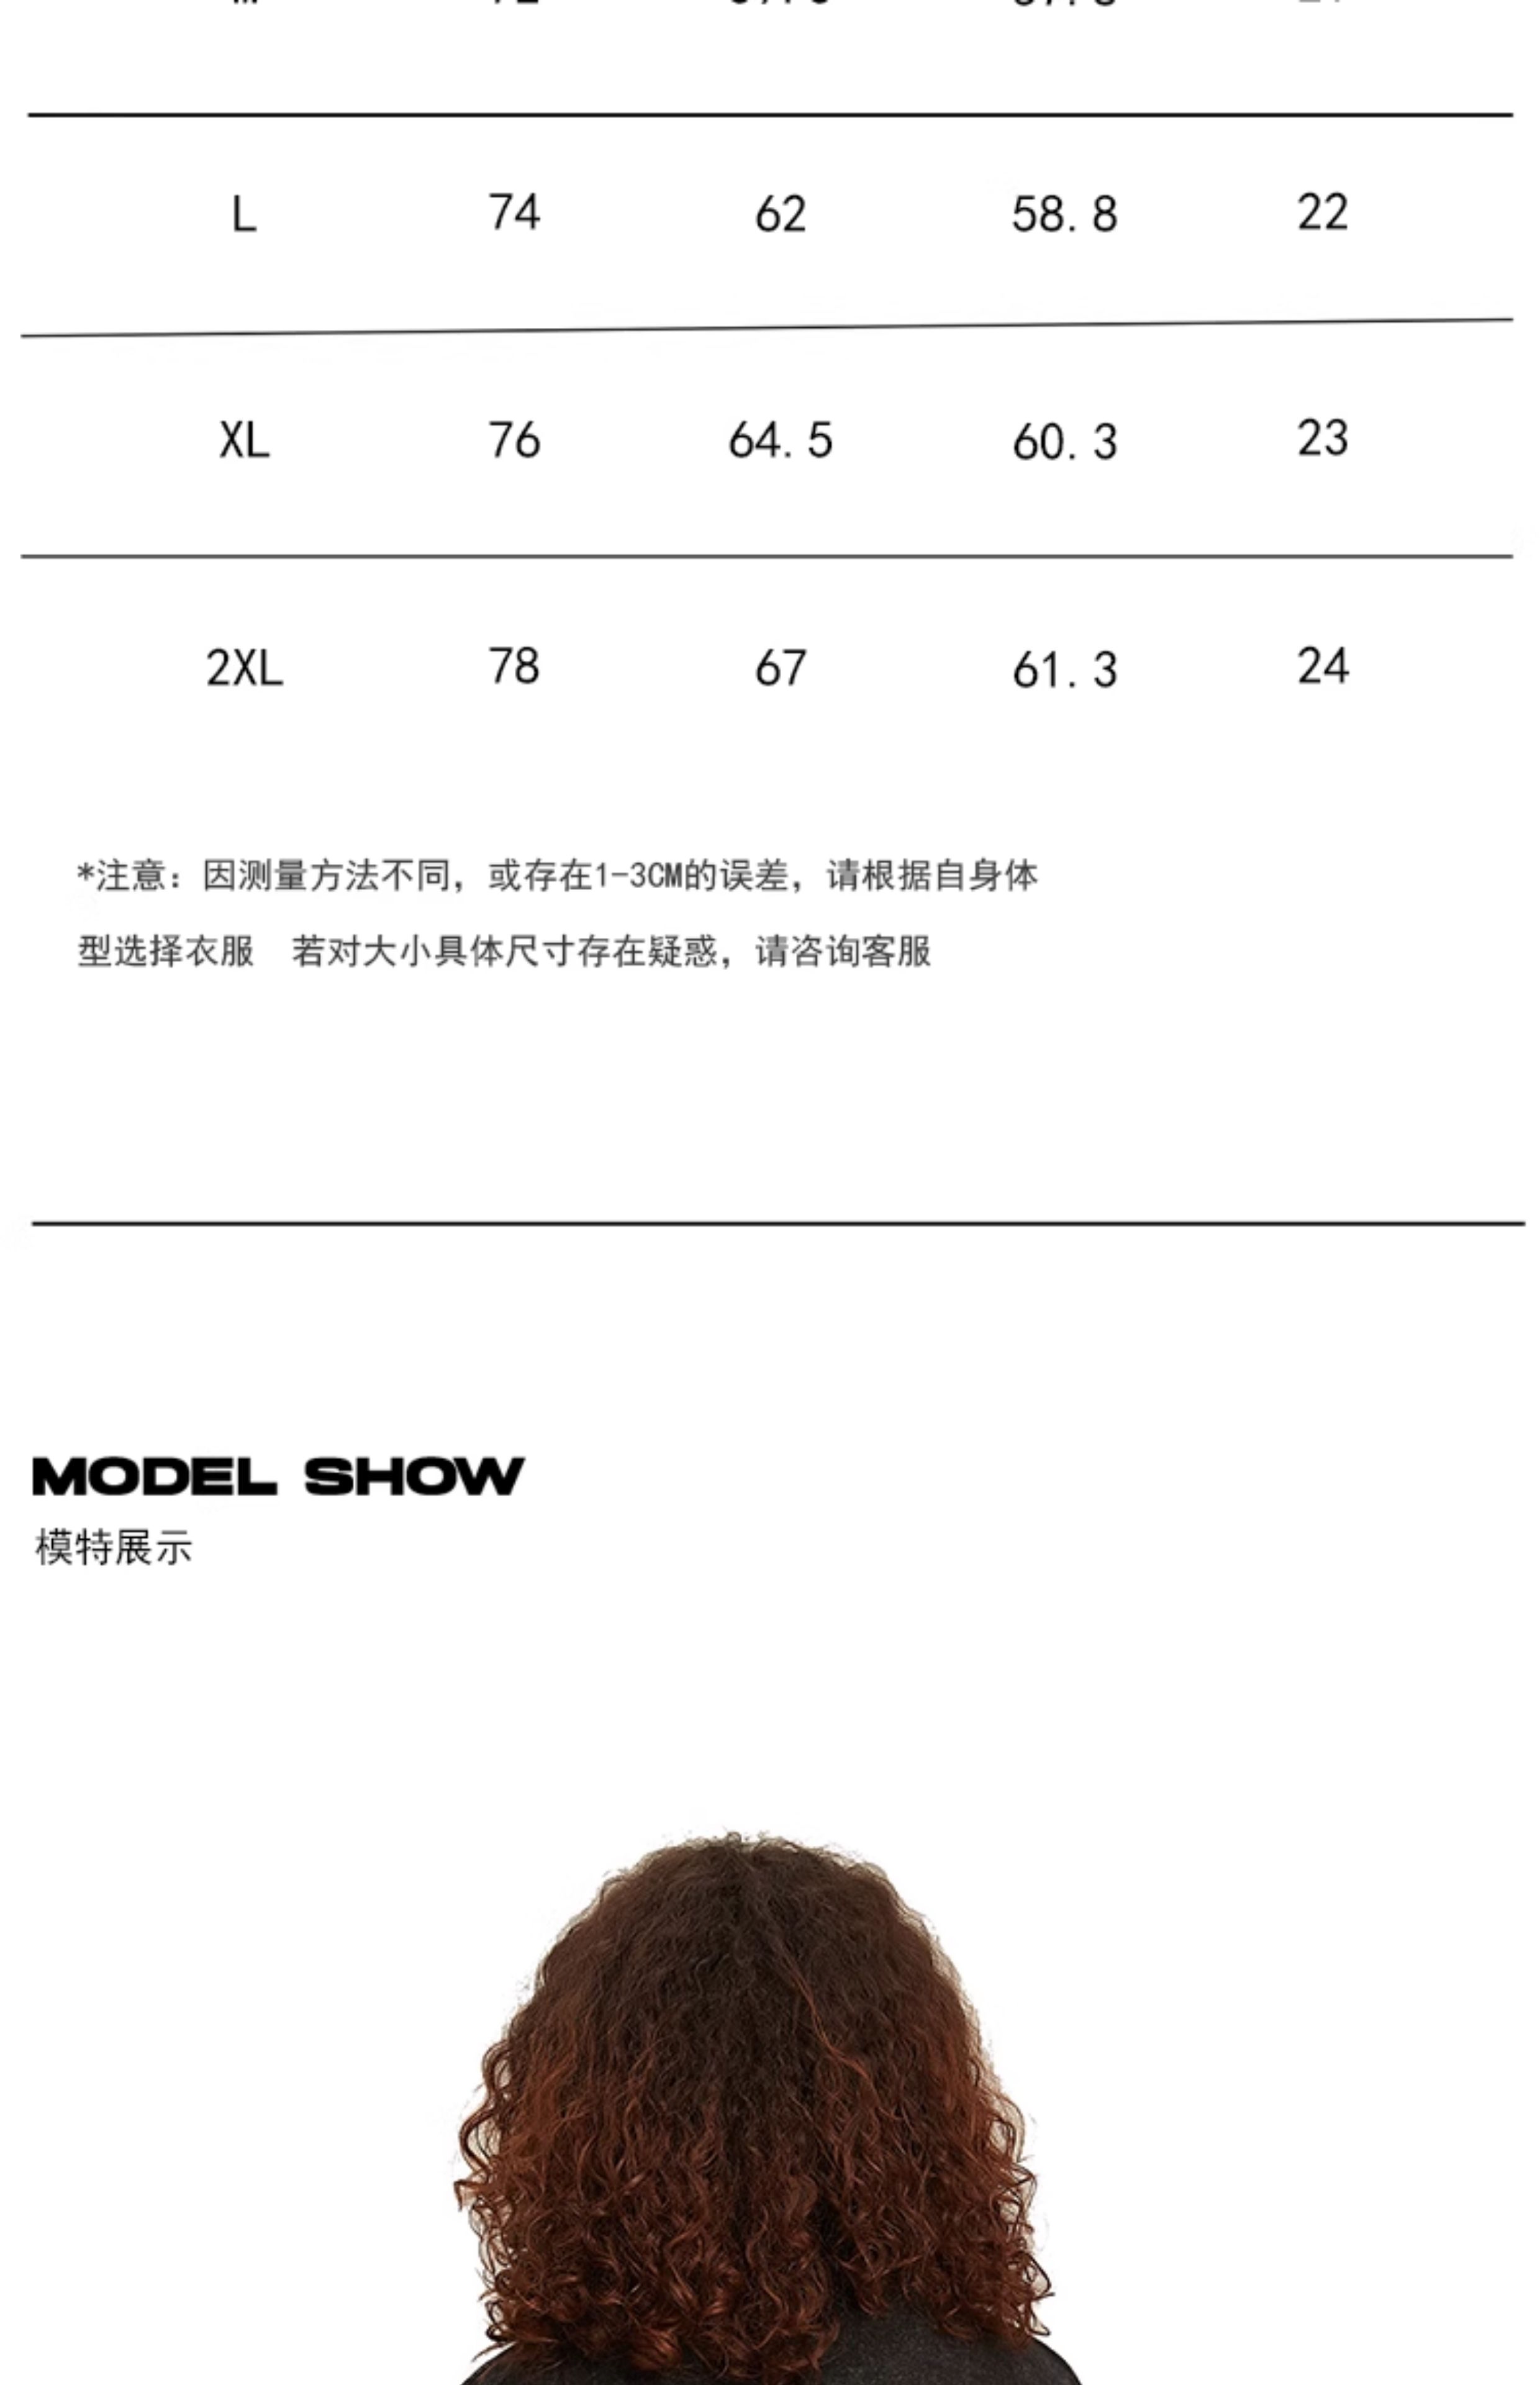 L 74 62 58.8 22
XL 76 64.5 60.3 23
2XL 78 67 61.3 24
*注意：因测量方法不同，或存在1-3CM的误差，请根据自身体
型选择衣服 若对大小具体尺寸存在疑惑，请咨询客服
MODEL SHOW
模特展示